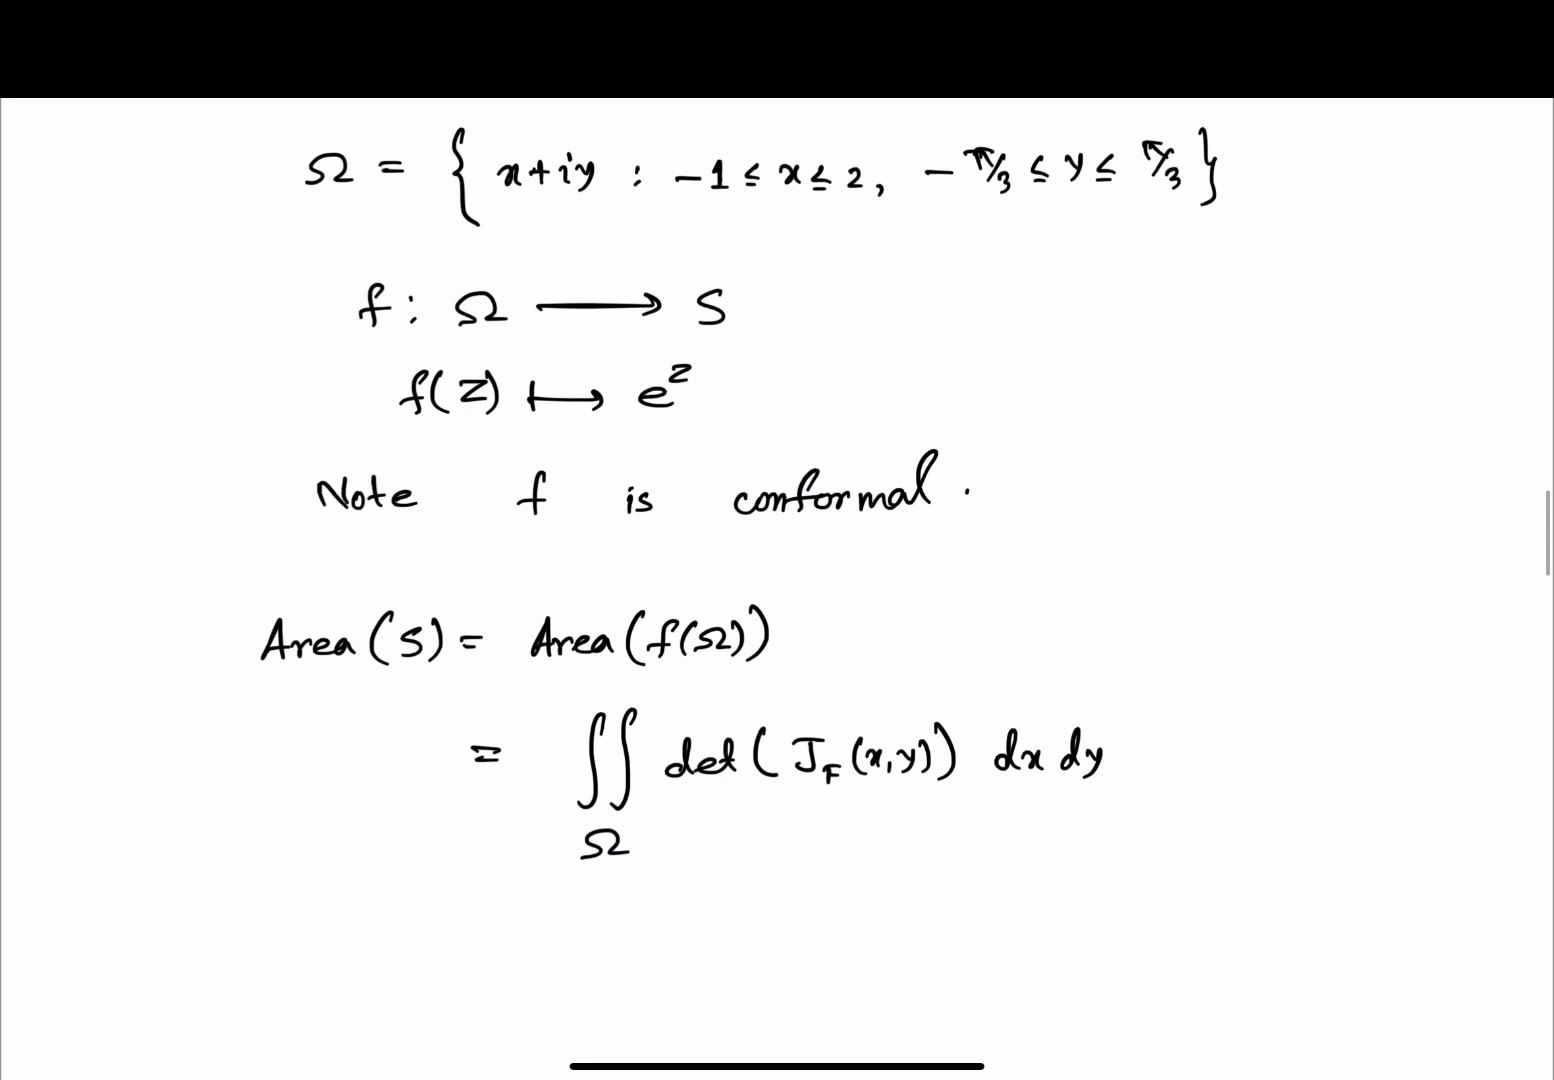 Ω = { x+iy : -1 ≤ x ≤ 2, -π/3 ≤ y ≤ π/3 }
f : Ω ⟶ S
f(z) ⟼ e^z
Note f is conformal.
Area(S) = Area(f(Ω))
= ∬_Ω det( J_F (x,y)) dx dy